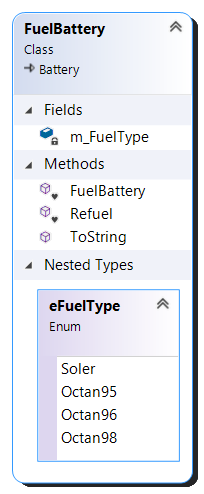 FuelBattery
Class
Battery
Fields
m_FuelType
Methods
FuelBattery
Refuel
ToString
Nested Types
eFuelType
Enum
Soler
Octan95
Octan96
Octan98